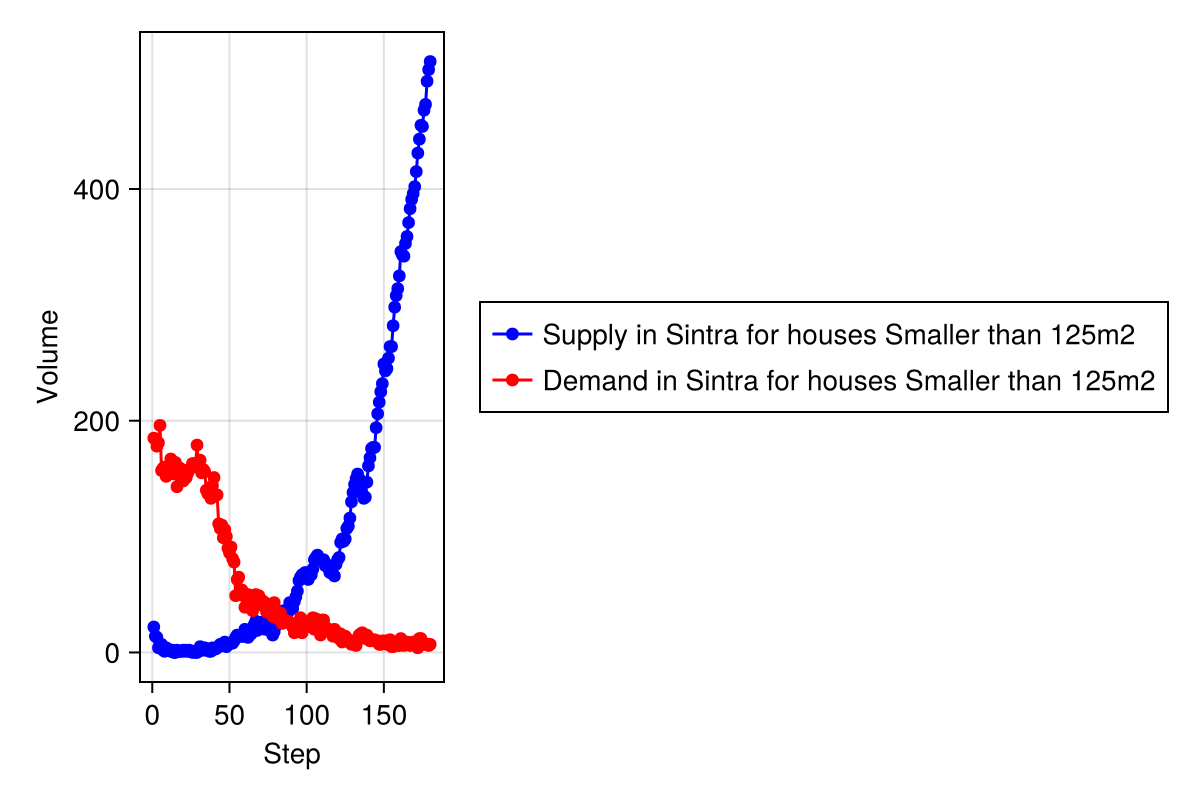 Volume
400
200
0
0 50 100 150
Step
Supply in Sintra for houses Smaller than 125m2
Demand in Sintra for houses Smaller than 125m2